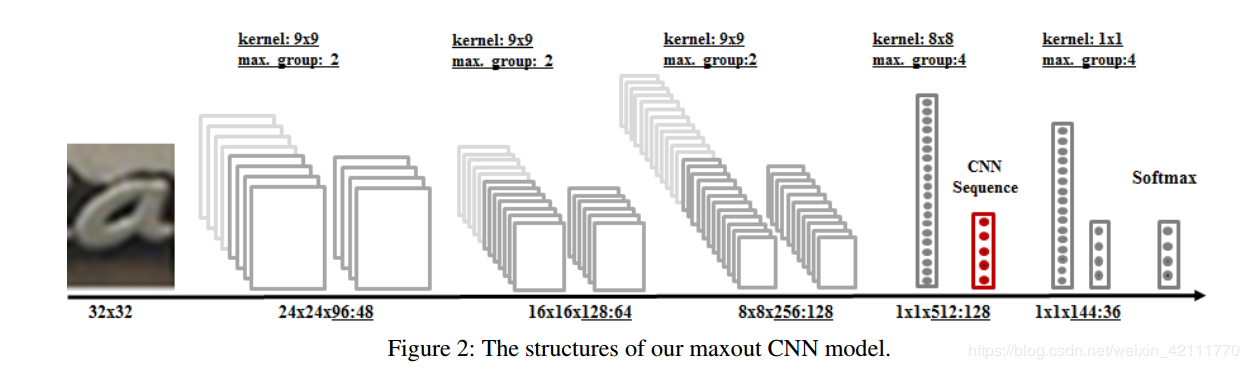 kernel: 9x9
max. group: 2
kernel: 9x9
max. group: 2
kernel: 9x9
max. group:2
kernel: 8x8
max. group:4
kernel: 1x1
max. group:4
a
CNN
Sequence
Softmax
32x32
24x24x96:48
16x16x128:64
8x8x256:128
1x1x512:128
1x1x144:36
Figure 2: The structures of our maxout CNN model.
https://blog.csdn.net/weixin_42111770